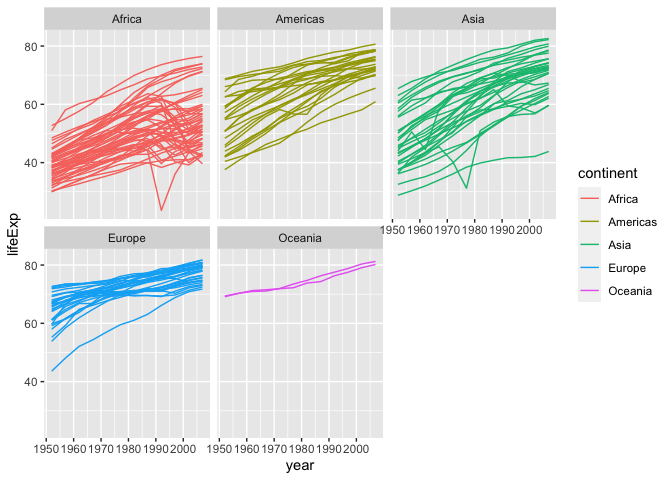 Africa Americas Asia
80
60
40
1950 1960 1970 1980 1990 2000
continent
Africa
Americas
Asia
Europe
Oceania
lifeExp
Europe Oceania
80
60
40
1950 1960 1970 1980 1990 2000 1950 1960 1970 1980 1990 2000
year